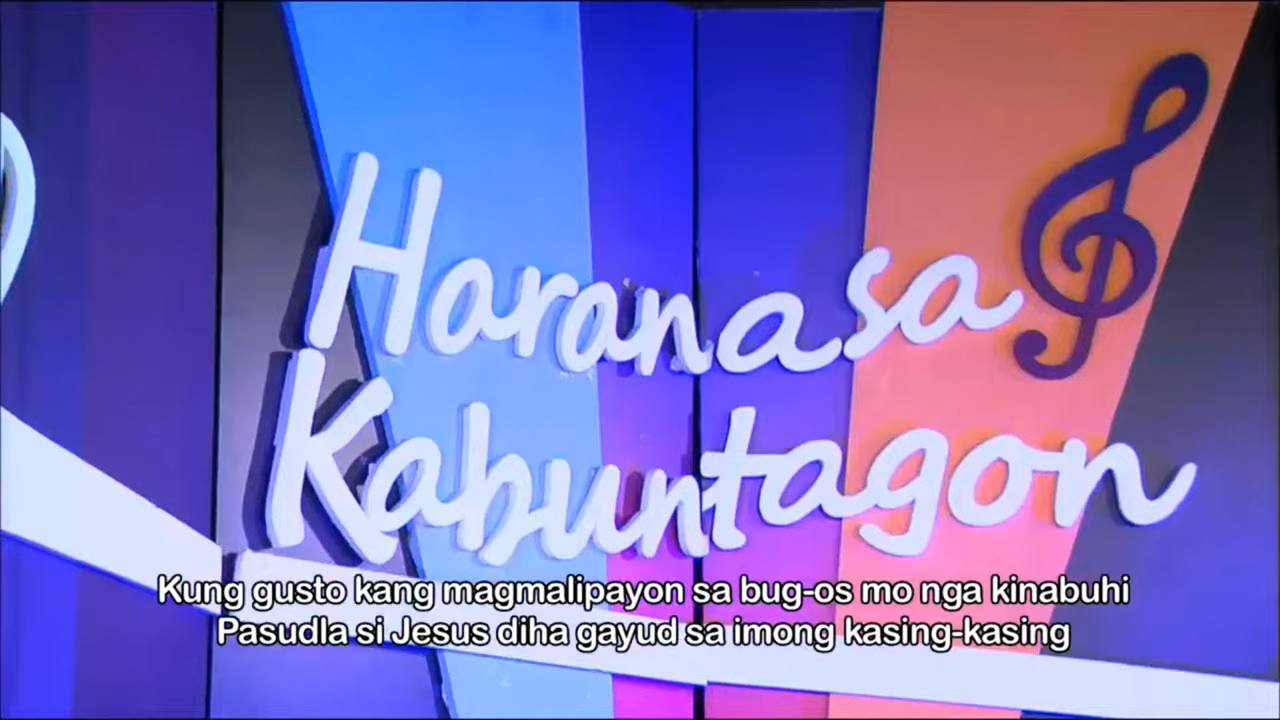 Harana sa
Kabuntagon
Kung gusto kang magmalipayon sa bug-os mo nga kinabuhi
Pasudla si Jesus diha gayud sa imong kasing-kasing